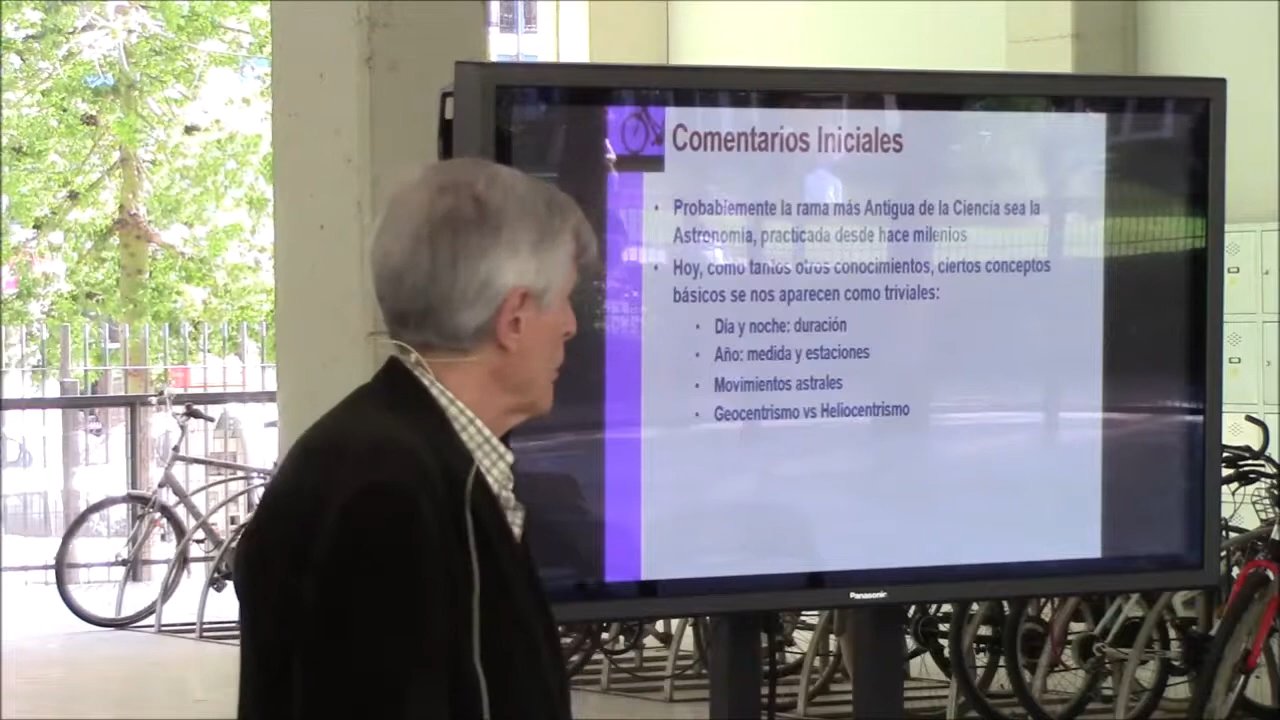 Comentarios Iniciales
• Probablemente la rama más Antigua de la Ciencia sea la
Astronomía, practicada desde hace milenios
• Hoy, como tantos otros conocimientos, ciertos conceptos
básicos se nos aparecen como triviales:
• Día y noche: duración
• Año: medida y estaciones
• Movimientos astrales
• Geocentrismo vs Heliocentrismo
Panasonic